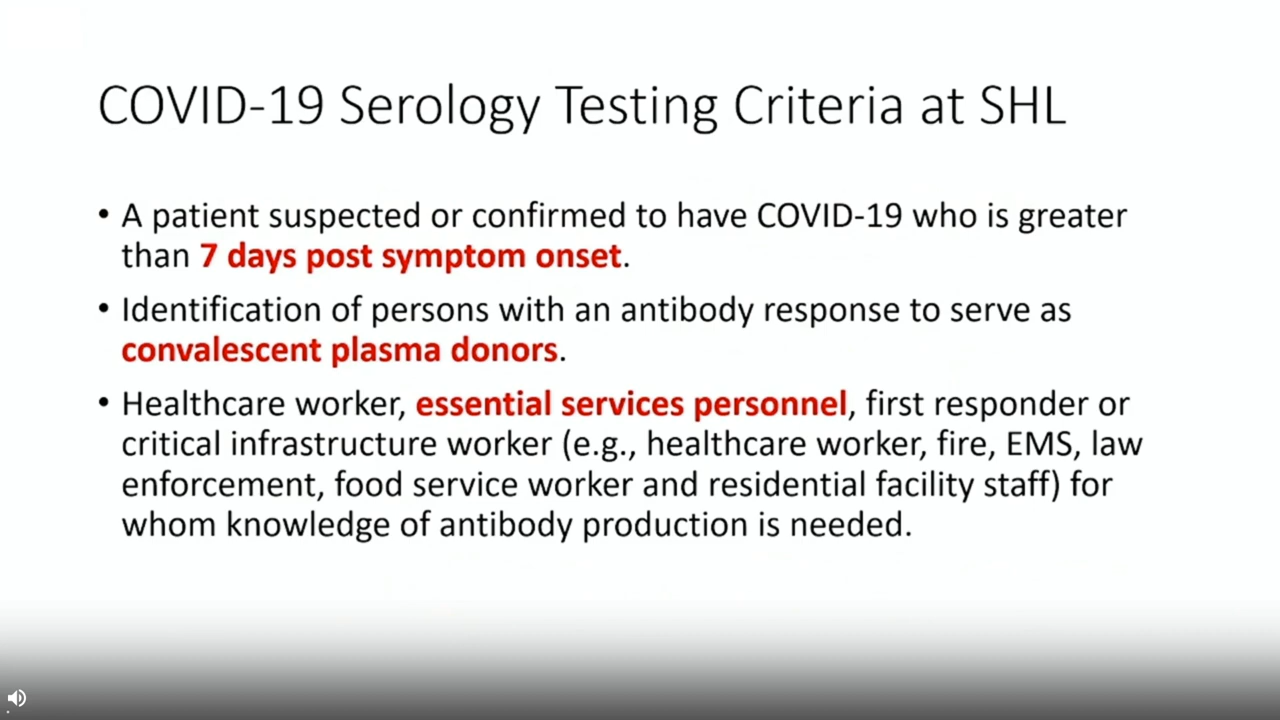 COVID-19 Serology Testing Criteria at SHL
• A patient suspected or confirmed to have COVID-19 who is greater
than 7 days post symptom onset.
• Identification of persons with an antibody response to serve as
convalescent plasma donors.
• Healthcare worker, essential services personnel, first responder or
critical infrastructure worker (e.g., healthcare worker, fire, EMS, law
enforcement, food service worker and residential facility staff) for
whom knowledge of antibody production is needed.